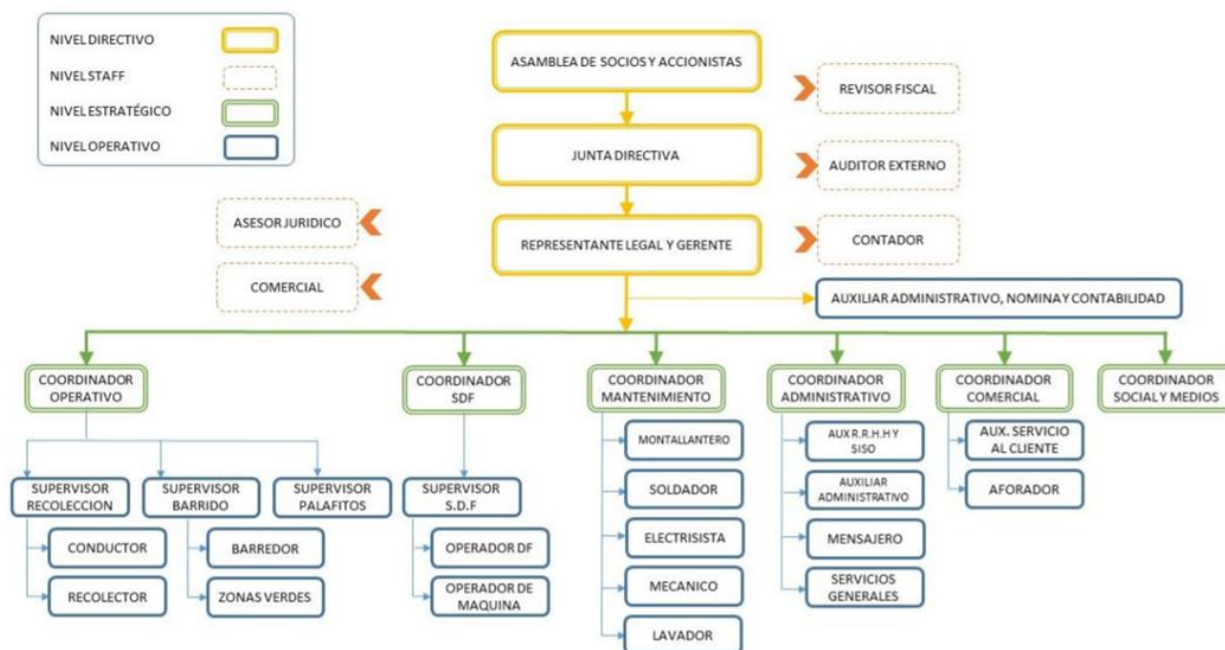 NIVEL DIRECTIVO
NIVEL STAFF
NIVEL ESTRATÉGICO
NIVEL OPERATIVO
ASAMBLEA DE SOCIOS Y ACCIONISTAS
REVISOR FISCAL
JUNTA DIRECTIVA
AUDITOR EXTERNO
ASESOR JURIDICO
REPRESENTANTE LEGAL Y GERENTE
CONTADOR
COMERCIAL
AUXILIAR ADMINISTRATIVO, NOMINA Y CONTABILIDAD
COORDINADOR
OPERATIVO
COORDINADOR
SDF
COORDINADOR
MANTENIMIENTO
COORDINADOR
ADMINISTRATIVO
COORDINADOR
COMERCIAL
COORDINADOR
SOCIAL Y MEDIOS
SUPERVISOR
RECOLECCION
SUPERVISOR
BARRIDO
SUPERVISOR
PALAFITOS
SUPERVISOR
S.D.F
CONDUCTOR
RECOLECTOR
BARREDOR
ZONAS VERDES
OPERADOR DF
OPERADOR DE
MAQUINA
MONTALLANTERO
SOLDADOR
ELECTRISISTA
MECANICO
LAVADOR
AUX R.R.H.H Y
SISO
AUXILIAR
ADMINISTRATIVO
MENSAJERO
SERVICIOS
GENERALES
AUX. SERVICIO
AL CLIENTE
AFORADOR